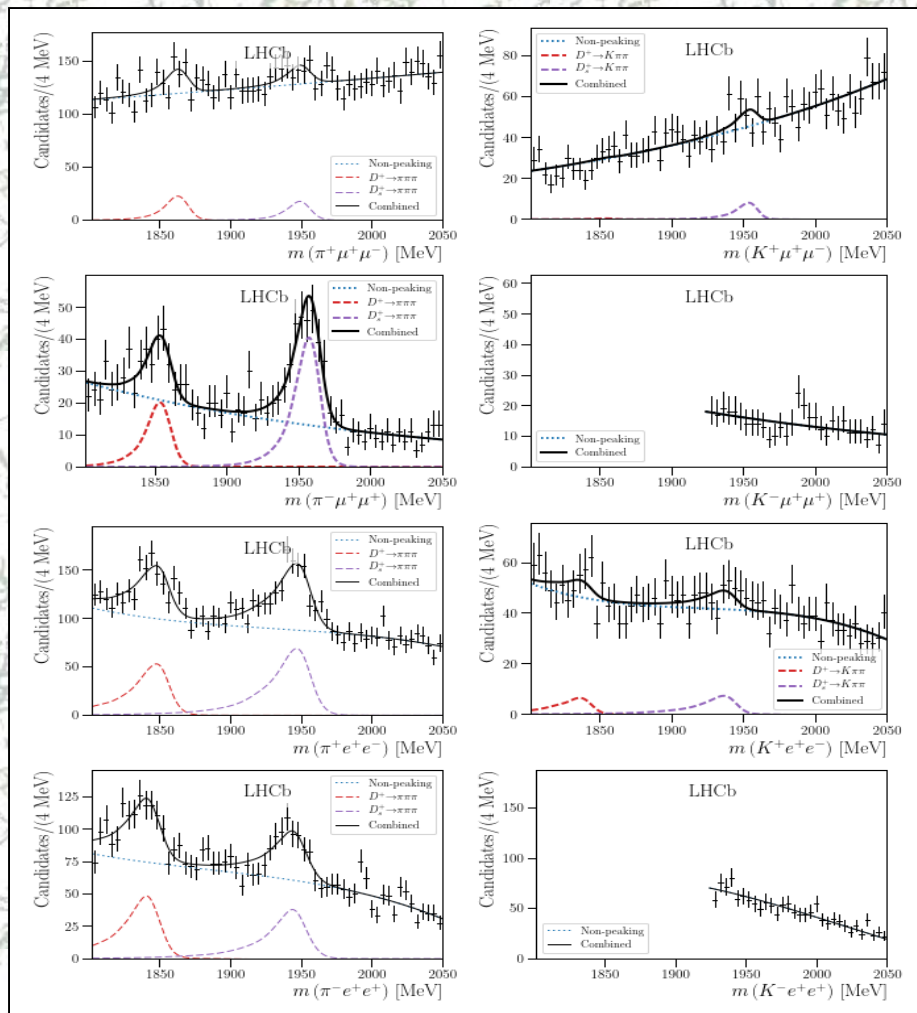 LHCb
Candidates/(4 MeV)
150
100
50
0
Non-peaking
D⁺→πππ
Dₛ⁺→πππ
Combined
1850 1900 1950 2000 2050
m (π⁺μ⁺μ⁻) [MeV]
LHCb
Candidates/(4 MeV)
80
60
40
20
0
Non-peaking
D⁺→Kππ
Dₛ⁺→Kππ
Combined
1850 1900 1950 2000 2050
m (K⁺μ⁺μ⁻) [MeV]
LHCb
Candidates/(4 MeV)
50
40
30
20
10
0
Non-peaking
D⁺→πππ
Dₛ⁺→πππ
Combined
1850 1900 1950 2000 2050
m (π⁻μ⁺μ⁺) [MeV]
LHCb
Candidates/(4 MeV)
60
50
40
30
20
10
0
Non-peaking
Combined
1850 1900 1950 2000 2050
m (K⁻μ⁺μ⁺) [MeV]
LHCb
Candidates/(4 MeV)
150
100
50
0
Non-peaking
D⁺→πππ
Dₛ⁺→πππ
Combined
1850 1900 1950 2000 2050
m (π⁺e⁺e⁻) [MeV]
LHCb
Candidates/(4 MeV)
60
40
20
0
Non-peaking
D⁺→Kππ
Dₛ⁺→Kππ
Combined
1850 1900 1950 2000 2050
m (K⁺e⁺e⁻) [MeV]
LHCb
Candidates/(4 MeV)
125
100
75
50
25
0
Non-peaking
D⁺→πππ
Dₛ⁺→πππ
Combined
1850 1900 1950 2000 2050
m (π⁻e⁺e⁺) [MeV]
LHCb
Candidates/(4 MeV)
150
100
50
0
Non-peaking
Combined
1850 1900 1950 2000 2050
m (K⁻e⁺e⁺) [MeV]